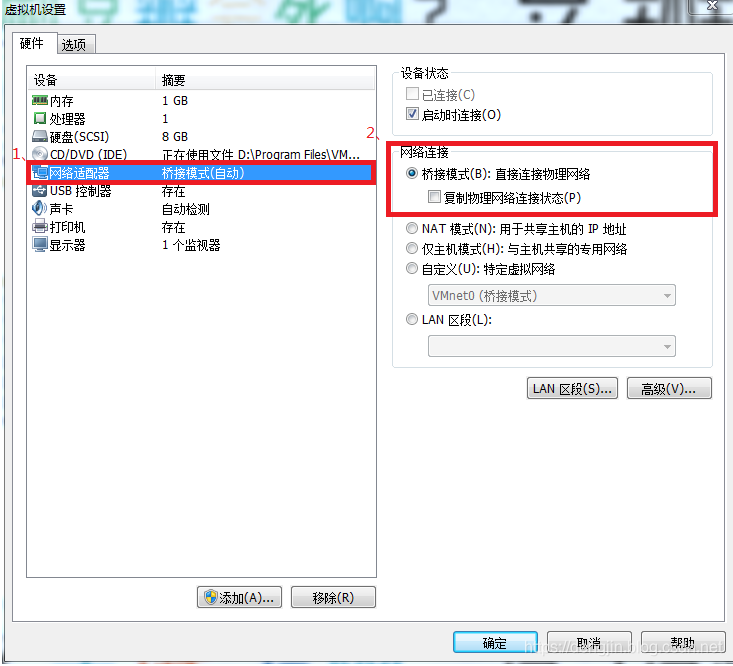 虚拟机设置
硬件 选项
设备 摘要
内存 1 GB
处理器 1
硬盘(SCSI) 8 GB
1、 CD/DVD (IDE) 正在使用文件 D:\Program Files\VM...
网络适配器 桥接模式(自动)
USB 控制器 存在
声卡 自动检测
打印机 存在
显示器 1 个监视器
添加(A)... 移除(R)
设备状态
已连接(C)
启动时连接(O)
2、
网络连接
桥接模式(B): 直接连接物理网络
复制物理网络连接状态(P)
NAT 模式(N): 用于共享主机的 IP 地址
仅主机模式(H): 与主机共享的专用网络
自定义(U): 特定虚拟网络
VMnet0 (桥接模式)
LAN 区段(L):
LAN 区段(S)... 高级(V)...
确定 取消 帮助